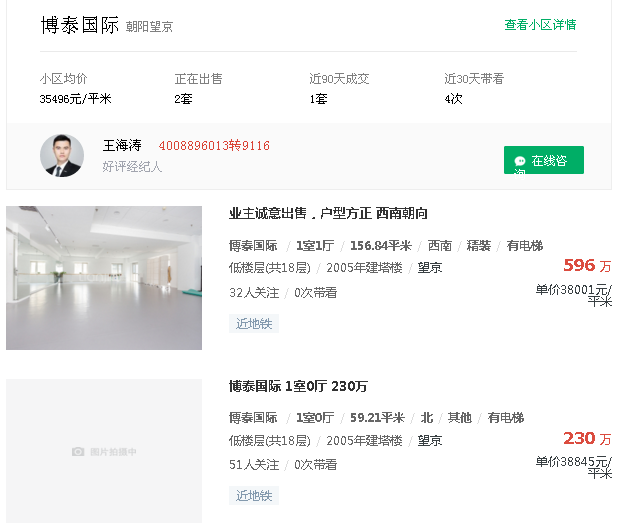 博泰国际 朝阳望京 查看小区详情
小区均价 正在出售 近90天成交 近30天带看
35496元/平米 2套 1套 4次
王海涛 4008896013转9116
好评经纪人
在线咨
询
业主诚意出售，户型方正 西南朝向
博泰国际 / 1室1厅 / 156.84平米 / 西南 / 精装 / 有电梯
低楼层(共18层) / 2005年建塔楼 / 望京
596 万
32人关注 / 0次带看
单价38001元/
平米
近地铁
博泰国际 1室0厅 230万
博泰国际 / 1室0厅 / 59.21平米 / 北 / 其他 / 有电梯
低楼层(共18层) / 2005年建塔楼 / 望京
230 万
51人关注 / 0次带看
单价38845元/
平米
图片拍摄中
近地铁